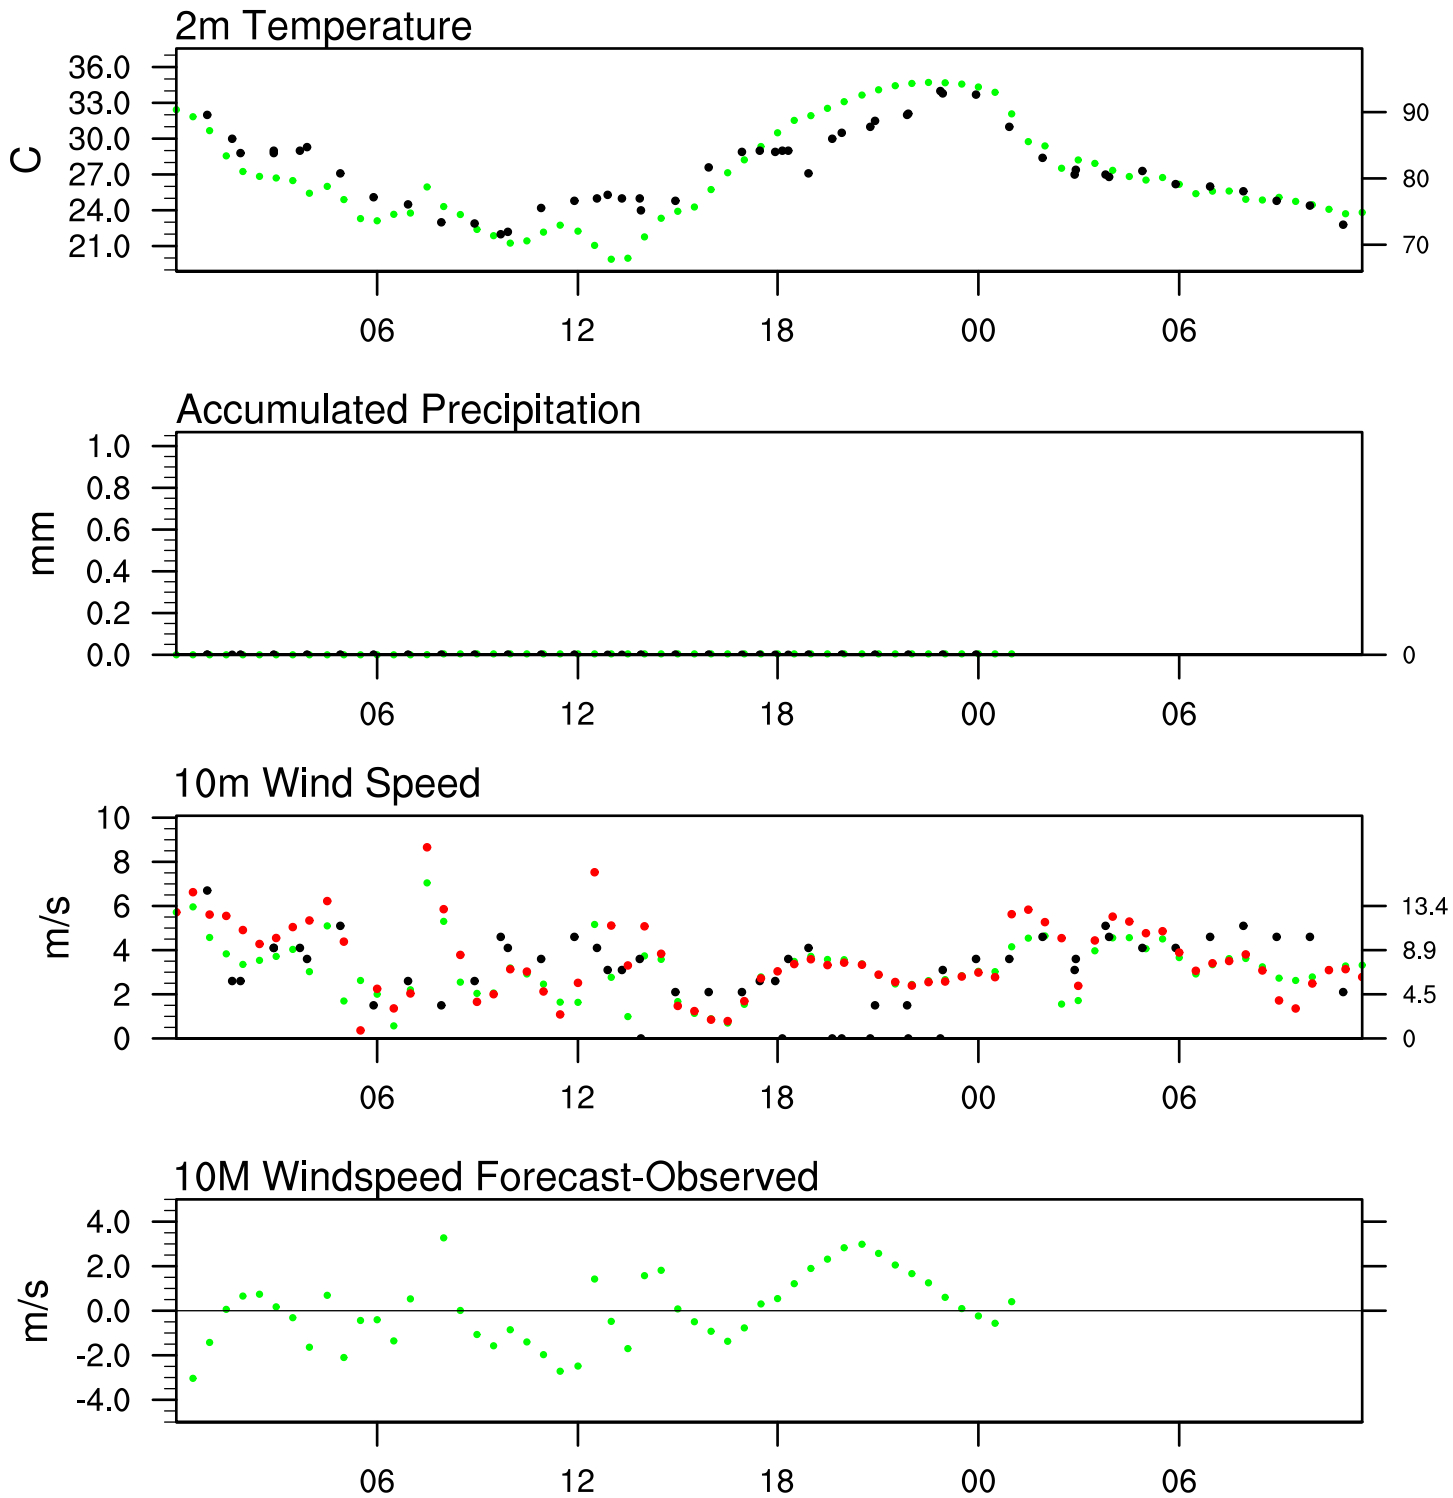 2m Temperature
36.0
33.0
30.0
27.0
24.0
21.0
C
90
80
70
06 12 18 00 06
Accumulated Precipitation
1.0
0.8
0.6
0.4
0.2
0.0
mm
0
06 12 18 00 06
10m Wind Speed
10
8
6
4
2
0
m/s
13.4
8.9
4.5
0
06 12 18 00 06
10M Windspeed Forecast-Observed
4.0
2.0
0.0
-2.0
-4.0
m/s
06 12 18 00 06